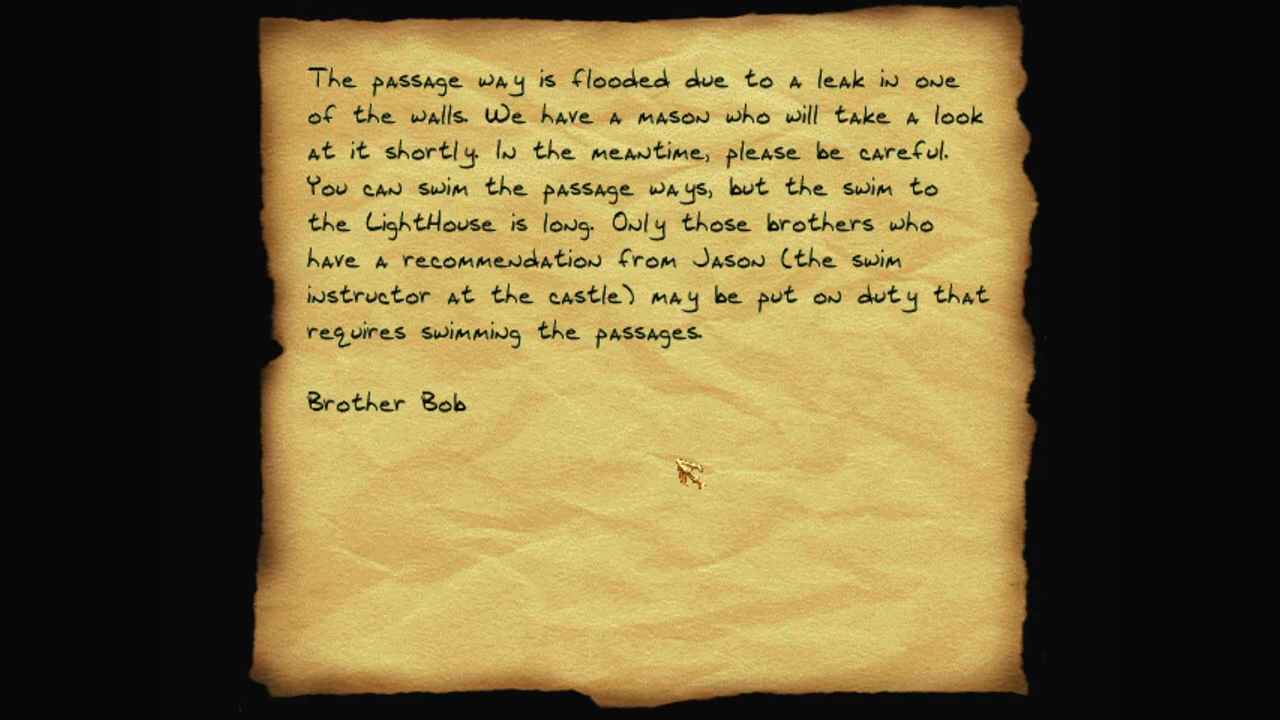 The passage way is flooded due to a leak in one
of the walls. We have a mason who will take a look
at it shortly. In the meantime, please be careful.
You can swim the passage ways, but the swim to
the LightHouse is long. Only those brothers who
have a recommendation from Jason (the swim
instructor at the castle) may be put on duty that
requires swimming the passages.
Brother Bob